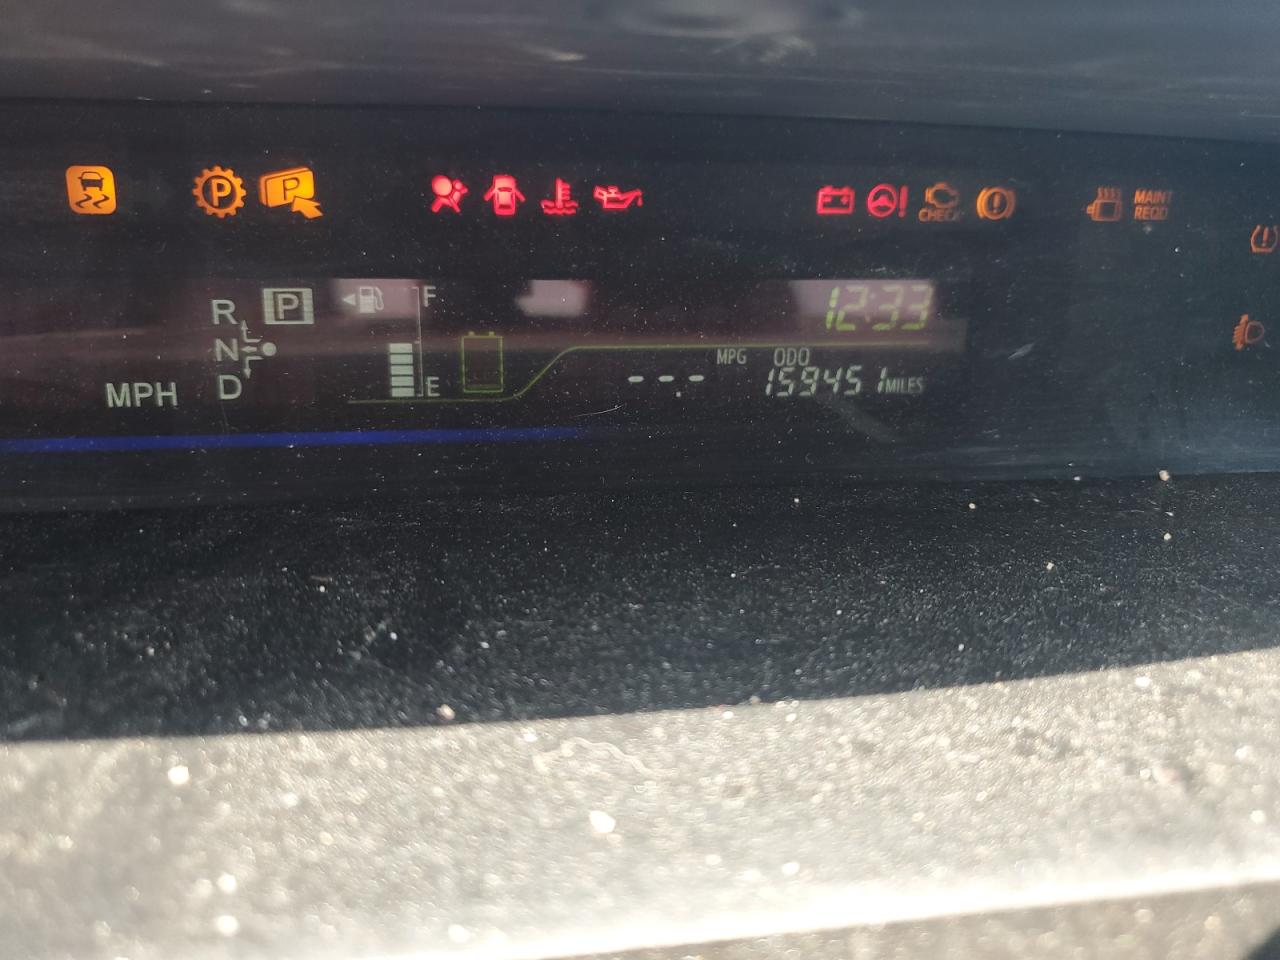 P P
CHECK
MAINT
REQD
R P F
N
D E
MPH
12:33
MPG ODO
---
159451 MILES